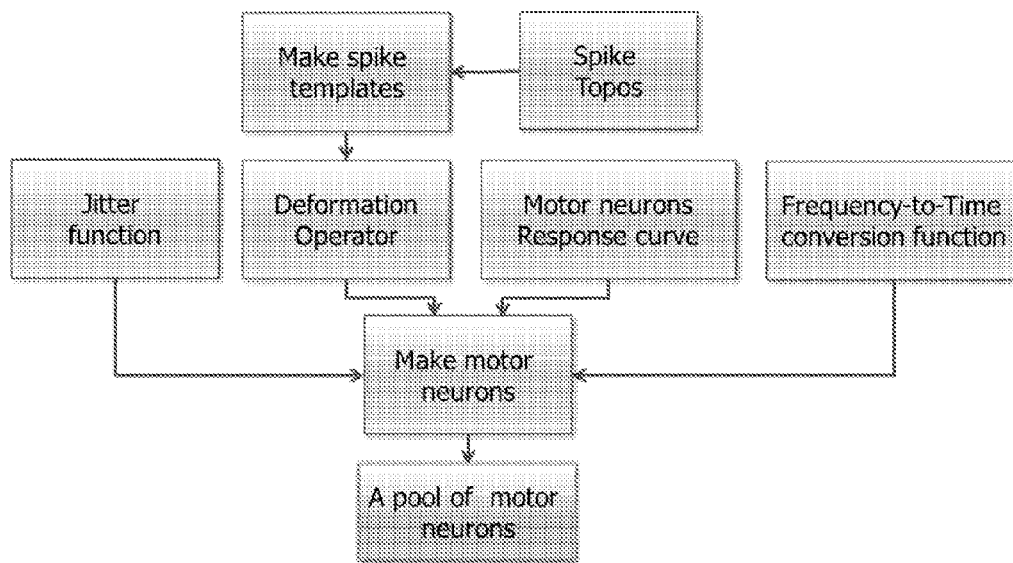 Make spike
templates
Spike
Topos
Jitter
function
Deformation
Operator
Motor neurons
Response curve
Frequency-to-Time
conversion function
Make motor
neurons
A pool of motor
neurons